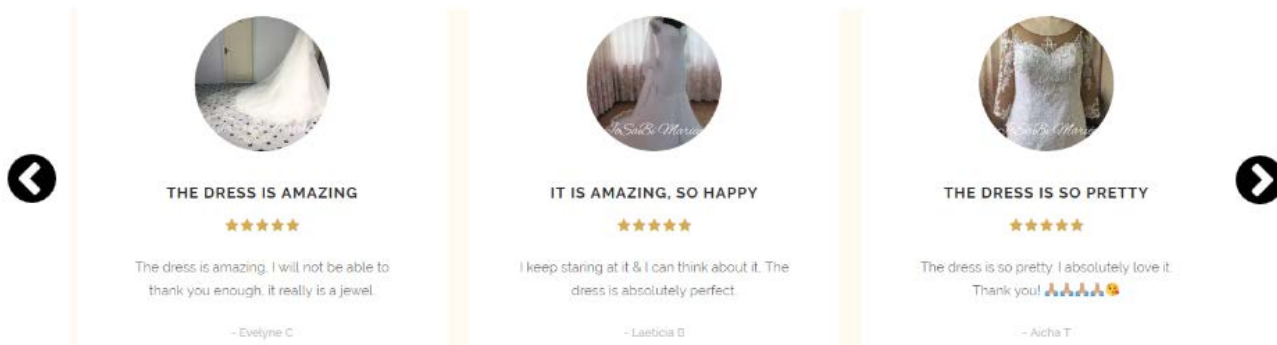 THE DRESS IS AMAZING
The dress is amazing. I will not be able to
thank you enough, it really is a jewel.
- Evelyne C
JoSaiBi Mariee
IT IS AMAZING, SO HAPPY
I keep staring at it & I can think about it. The
dress is absolutely perfect.
- Laeticia B
THE DRESS IS SO PRETTY
The dress is so pretty. I absolutely love it.
Thank you! 🙏🏼🙏🏼🙏🏼🙏🏼😘
- Aicha T